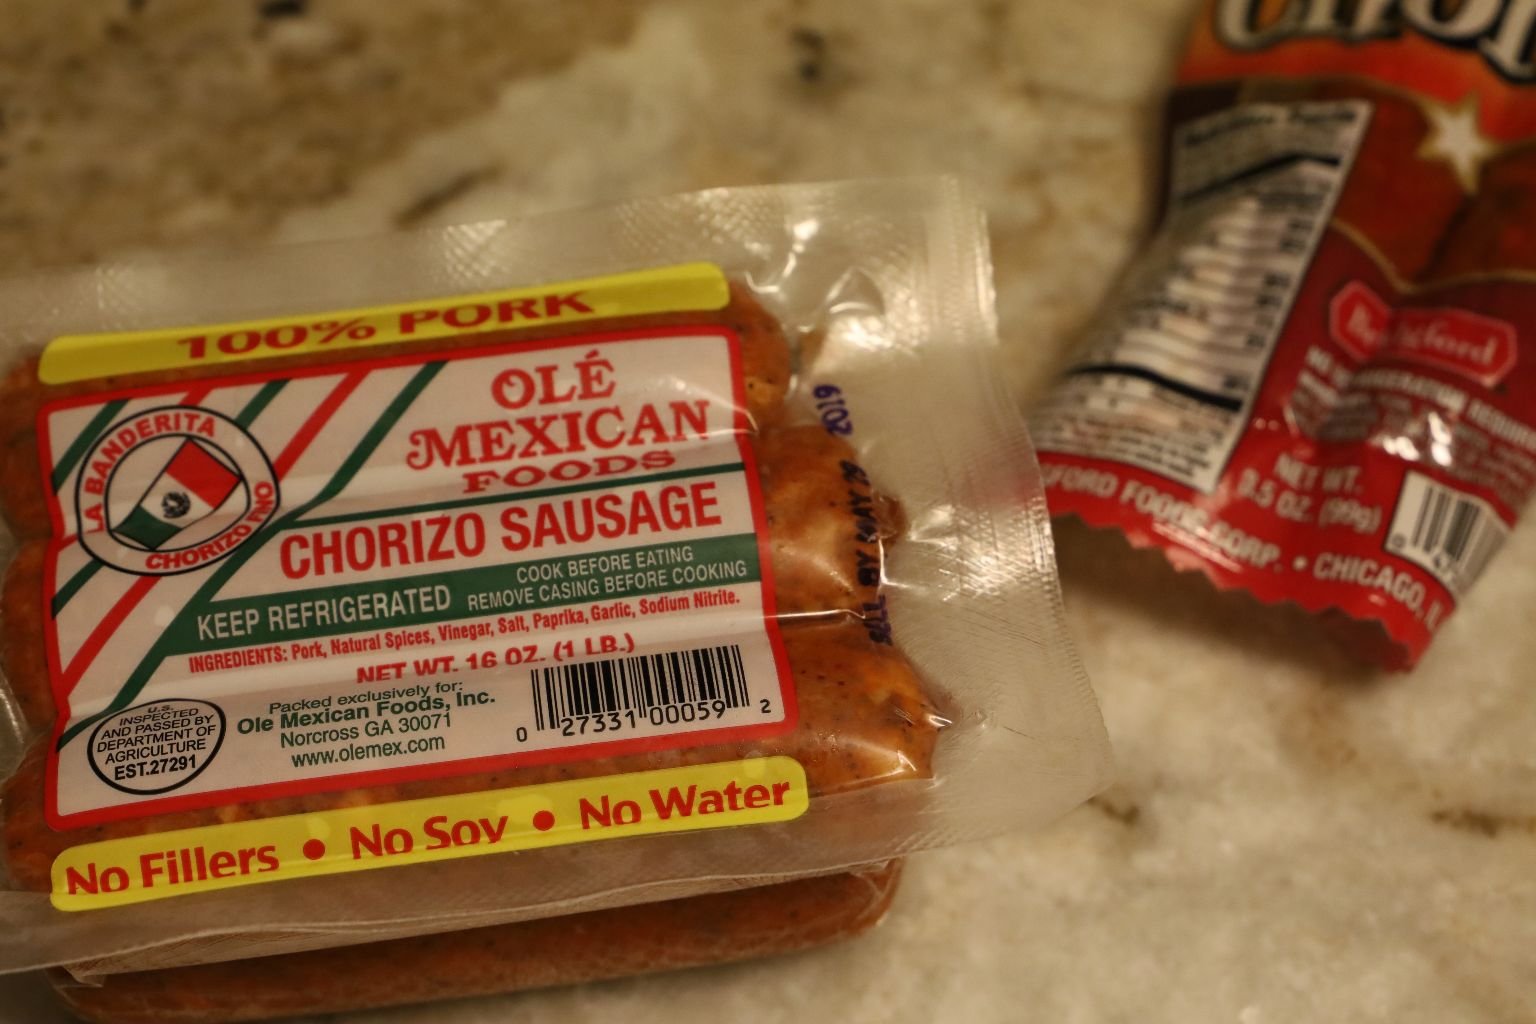 100% PORK
OLÉ
MEXICAN
FOODS
LA BANDERITA
CHORIZO FINO
CHORIZO SAUSAGE
KEEP REFRIGERATED
COOK BEFORE EATING
REMOVE CASING BEFORE COOKING
INGREDIENTS: Pork, Natural Spices, Vinegar, Salt, Paprika, Garlic, Sodium Nitrite.
NET WT. 16 OZ. (1 LB.)
U.S.
INSPECTED
AND PASSED BY
DEPARTMENT OF
AGRICULTURE
EST.27291
Packed exclusively for:
Ole Mexican Foods, Inc.
Norcross GA 30071
www.olemex.com
0 27331 00059 2
No Fillers • No Soy • No Water
SELL BY MAY 2019
NET WT.
3.5 OZ. (99g)
FORD FOODS CORP. • CHICAGO, IL